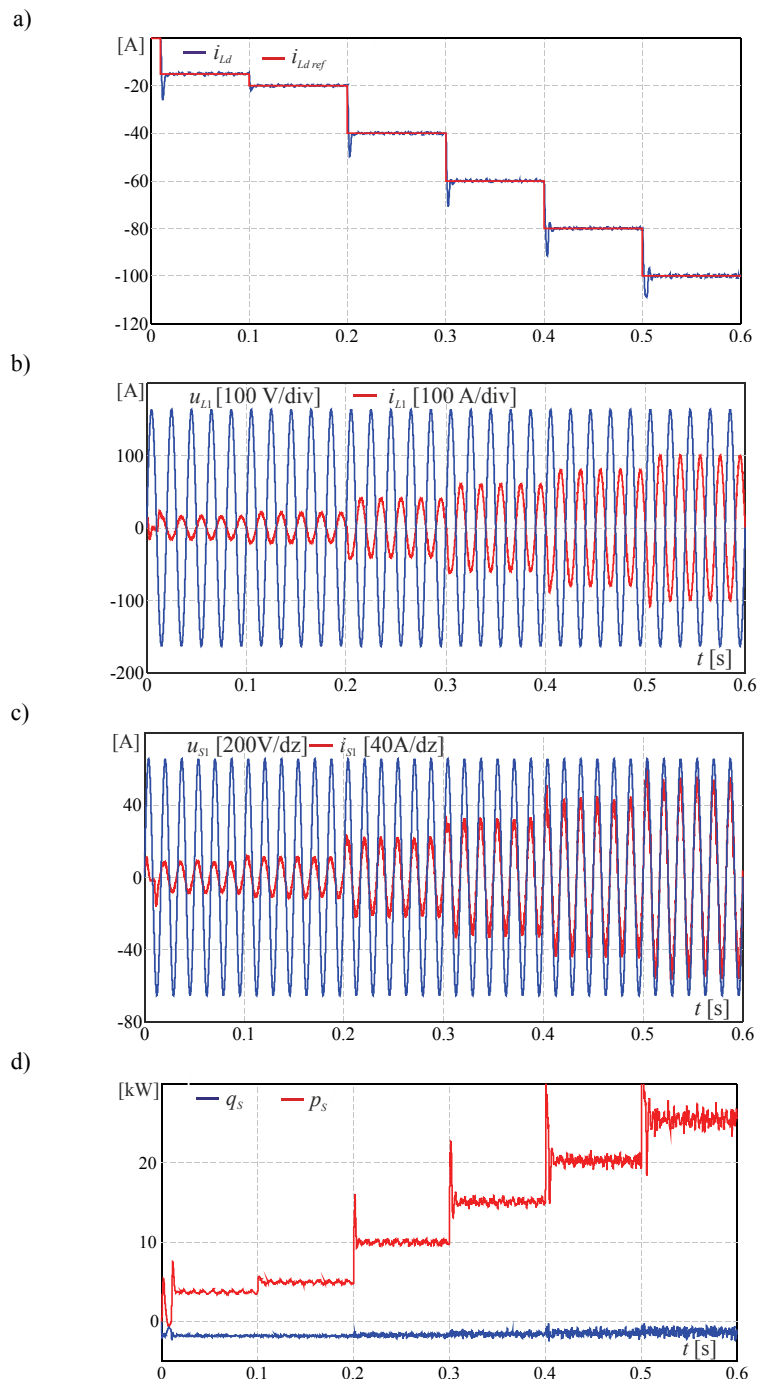 a)
[A]
i_Ld
i_Ld ref
-20
-40
-60
-80
-100
-120
0 0.1 0.2 0.3 0.4 0.5 0.6
b)
[A]
u_L1 [100 V/div]
i_L1 [100 A/div]
100
0
-100
-200
t [s]
0 0.1 0.2 0.3 0.4 0.5 0.6
c)
[A]
u_S1 [200V/dz]
i_S1 [40A/dz]
40
0
-40
-80
t [s]
0 0.1 0.2 0.3 0.4 0.5 0.6
d)
[kW]
q_S
p_S
20
10
0
t [s]
0 0.1 0.2 0.3 0.4 0.5 0.6